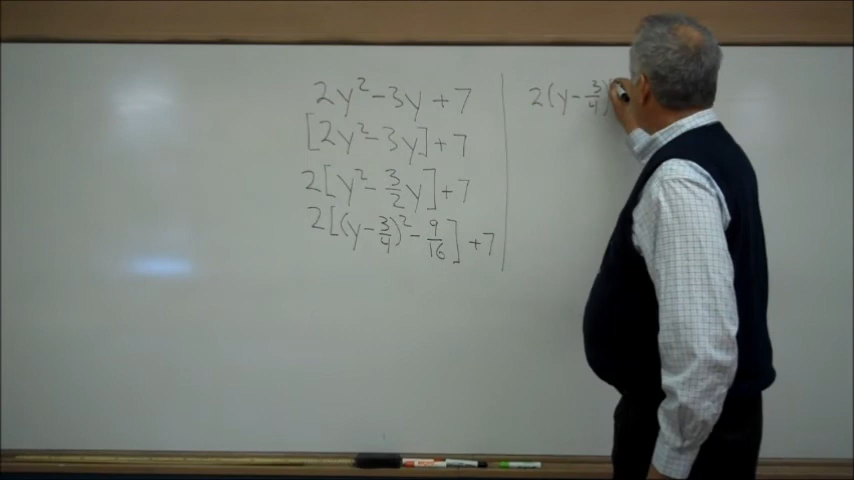 2y² - 3y + 7
[2y² - 3y] + 7
2[y² - 3/2 y] + 7
2[(y - 3/4)² - 9/16] + 7
2(y - 3/4)